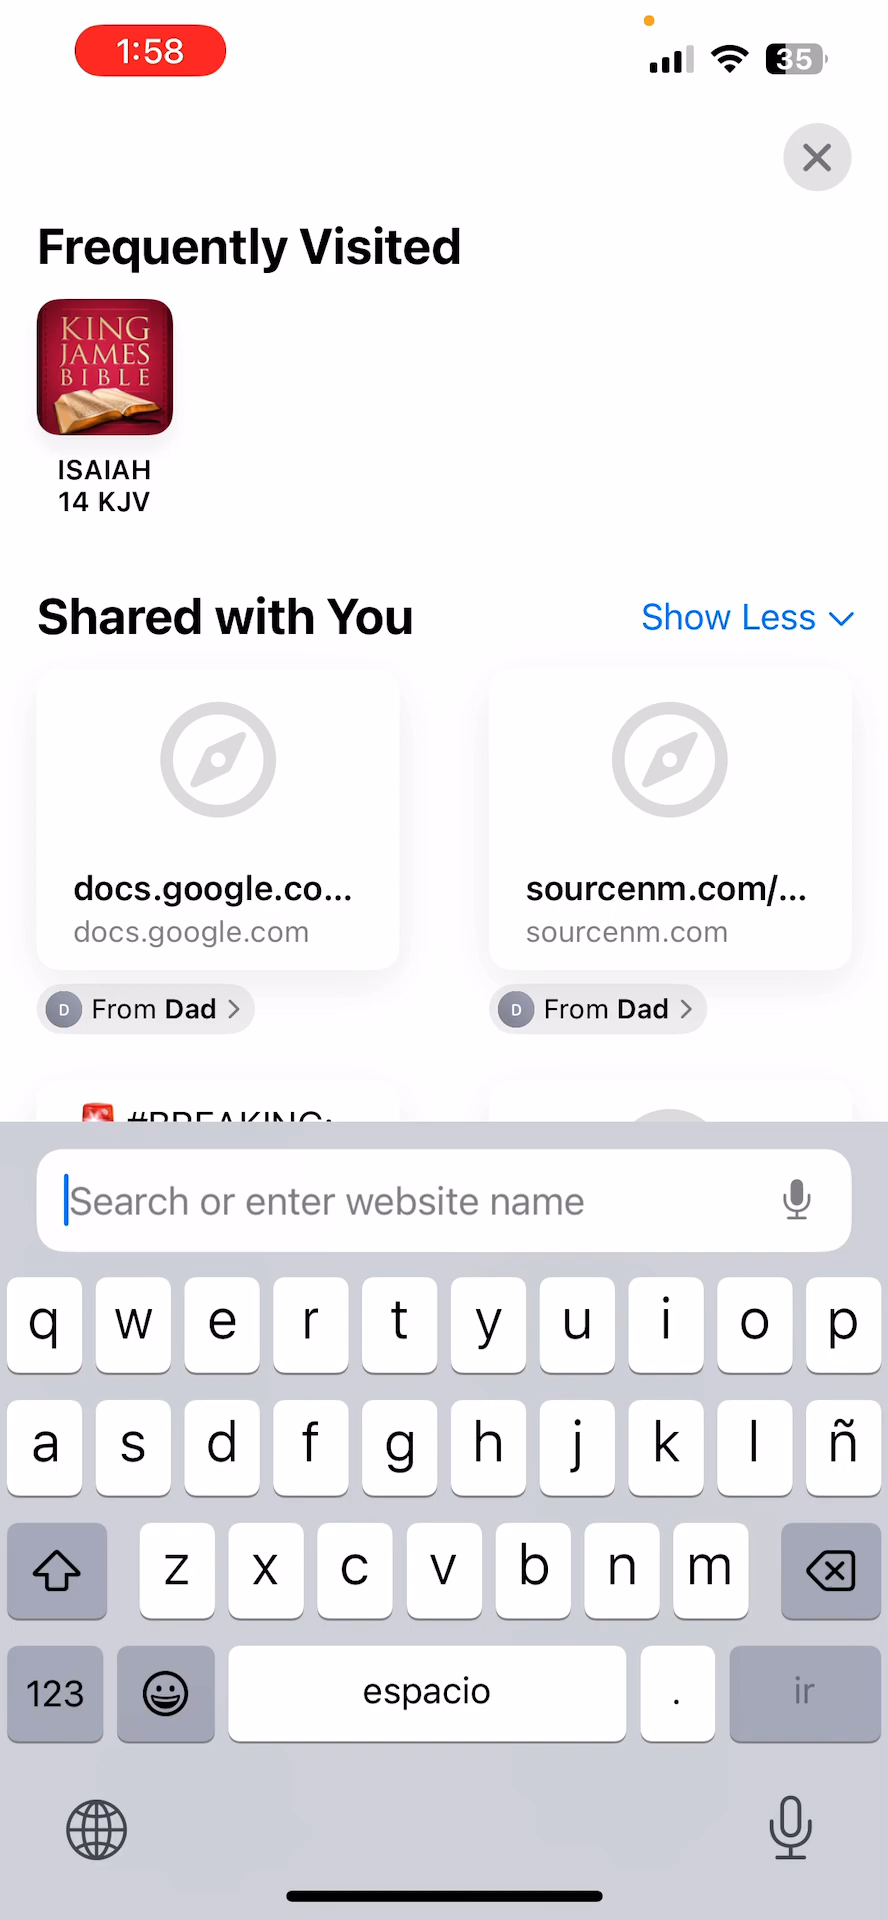 1:58
35
Frequently Visited
KING
JAMES
BIBLE
ISAIAH
14 KJV
Shared with You
Show Less
docs.google.co...
sourcenm.com/...
docs.google.com
sourcenm.com
D From Dad
D From Dad
🚨 #BREAKING:
Search or enter website name
q w e r t y u i o p
a s d f g h j k l ñ
z x c v b n m
123 espacio . ir